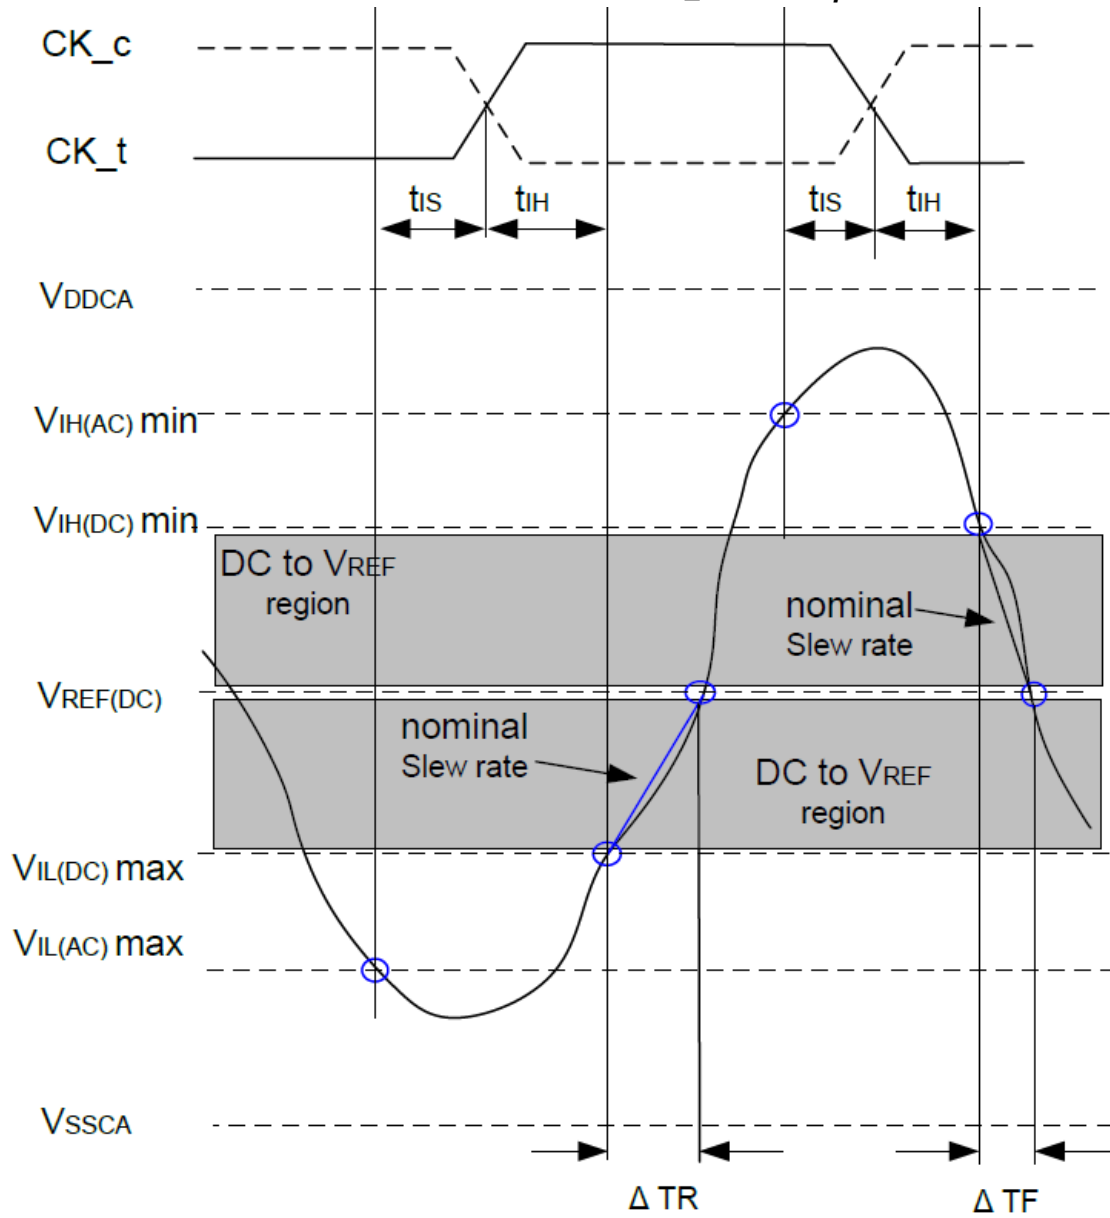 CK_c
CK_t
tIS
tIH
tIS
tIH
VDDCA
VIH(AC) min
VIH(DC) min
DC to VREF
region
nominal
Slew rate
VREF(DC)
nominal
Slew rate
DC to VREF
region
VIL(DC) max
VIL(AC) max
VSSCA
Δ TR
Δ TF